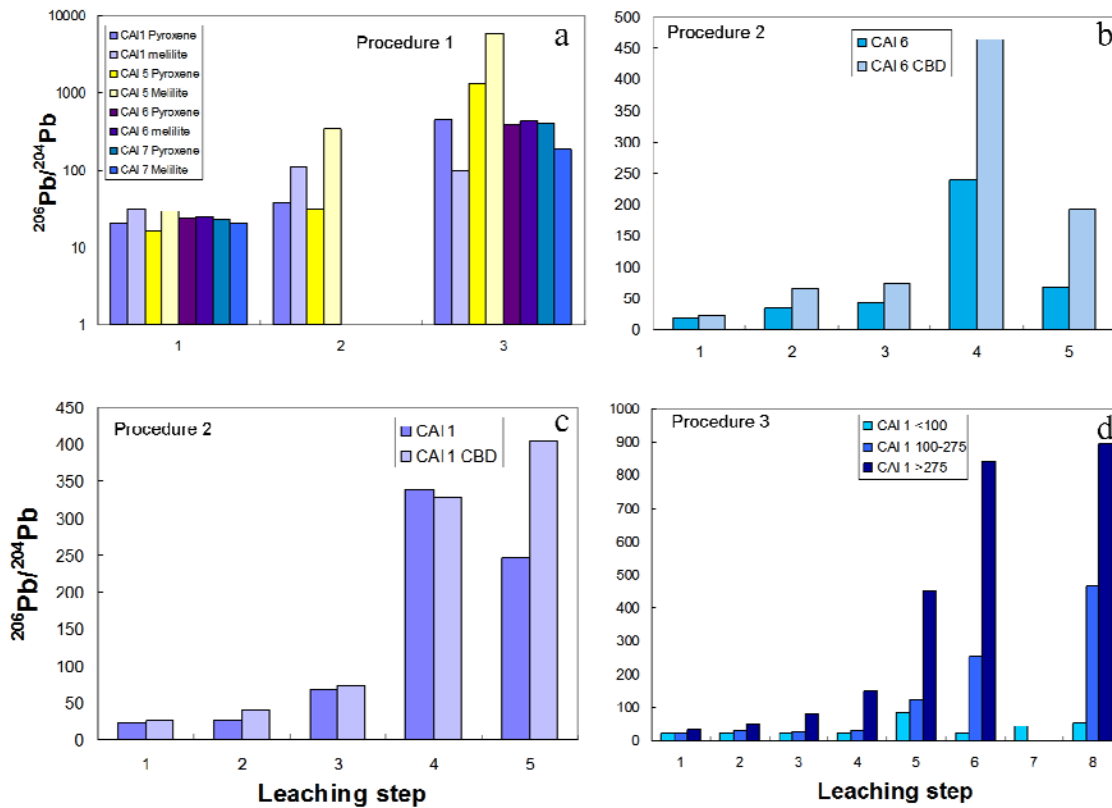 a
Procedure 1
CAI1 Pyroxene
CAI1 melilite
CAI 5 Pyroxene
CAI 5 Melilite
CAI 6 Pyroxene
CAI 6 melilite
CAI 7 Pyroxene
CAI 7 Melilite
10000
1000
100
10
1
206Pb/204Pb
1 2 3
b
Procedure 2
CAI 6
CAI 6 CBD
500
450
400
350
300
250
200
150
100
50
0
1 2 3 4 5
c
Procedure 2
CAI 1
CAI 1 CBD
450
400
350
300
250
200
150
100
50
0
206Pb/204Pb
1 2 3 4 5
Leaching step
d
Procedure 3
CAI 1 <100
CAI 1 100-275
CAI 1 >275
1000
900
800
700
600
500
400
300
200
100
0
1 2 3 4 5 6 7 8
Leaching step